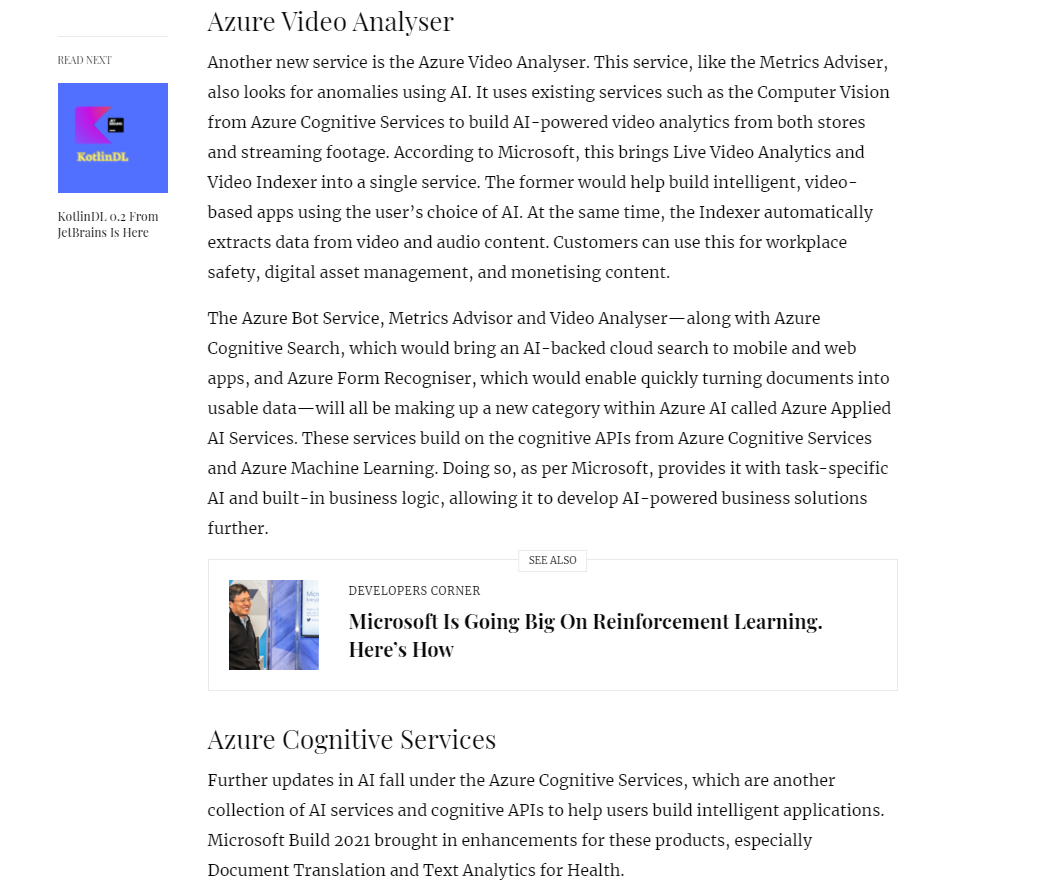 Azure Video Analyser
READ NEXT
Another new service is the Azure Video Analyser. This service, like the Metrics Adviser,
also looks for anomalies using AI. It uses existing services such as the Computer Vision
from Azure Cognitive Services to build AI-powered video analytics from both stores
and streaming footage. According to Microsoft, this brings Live Video Analytics and
Video Indexer into a single service. The former would help build intelligent, video-
based apps using the user’s choice of AI. At the same time, the Indexer automatically
extracts data from video and audio content. Customers can use this for workplace
safety, digital asset management, and monetising content.
KotlinDL
KotlinDL 0.2 From
JetBrains Is Here
The Azure Bot Service, Metrics Advisor and Video Analyser—along with Azure
Cognitive Search, which would bring an AI-backed cloud search to mobile and web
apps, and Azure Form Recogniser, which would enable quickly turning documents into
usable data—will all be making up a new category within Azure AI called Azure Applied
AI Services. These services build on the cognitive APIs from Azure Cognitive Services
and Azure Machine Learning. Doing so, as per Microsoft, provides it with task-specific
AI and built-in business logic, allowing it to develop AI-powered business solutions
further.
SEE ALSO
DEVELOPERS CORNER
Microsoft Is Going Big On Reinforcement Learning.
Here’s How
Azure Cognitive Services
Further updates in AI fall under the Azure Cognitive Services, which are another
collection of AI services and cognitive APIs to help users build intelligent applications.
Microsoft Build 2021 brought in enhancements for these products, especially
Document Translation and Text Analytics for Health.